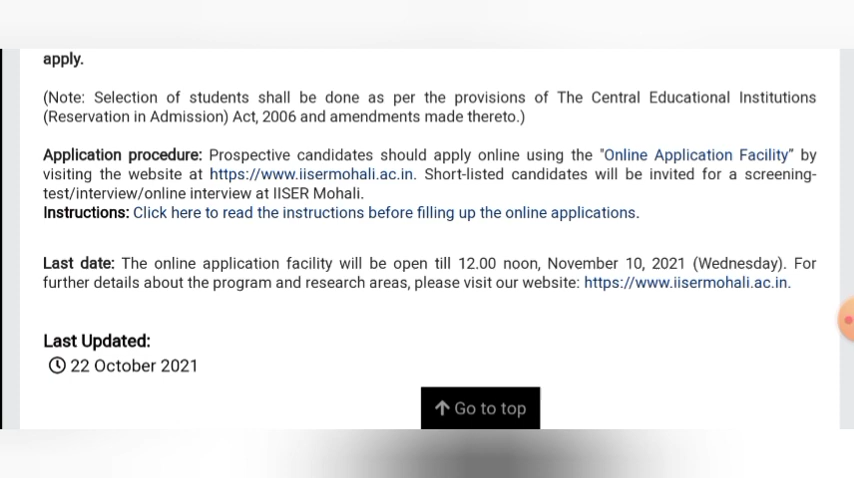 apply.
(Note: Selection of students shall be done as per the provisions of The Central Educational Institutions
(Reservation in Admission) Act, 2006 and amendments made thereto.)
Application procedure: Prospective candidates should apply online using the "Online Application Facility" by
visiting the website at https://www.iisermohali.ac.in. Short-listed candidates will be invited for a screening-
test/interview/online interview at IISER Mohali.
Instructions: Click here to read the instructions before filling up the online applications.
Last date: The online application facility will be open till 12.00 noon, November 10, 2021 (Wednesday). For
further details about the program and research areas, please visit our website: https://www.iisermohali.ac.in.
Last Updated:
22 October 2021
Go to top